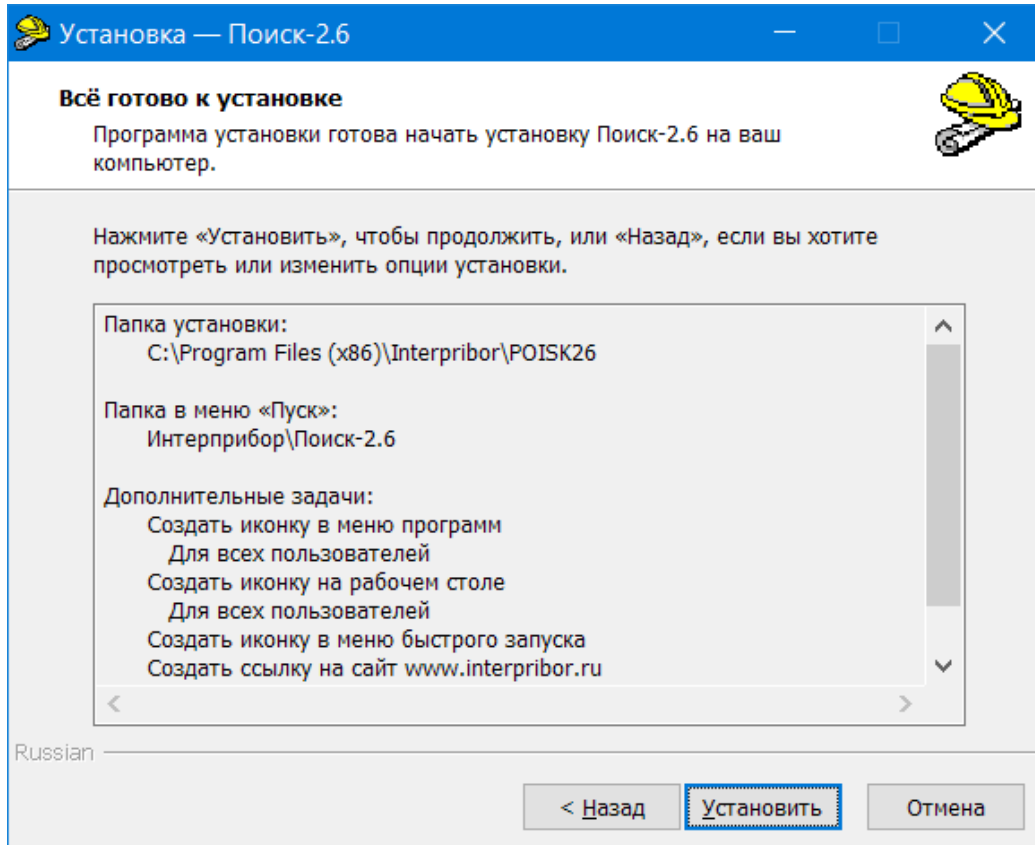 Установка — Поиск-2.6
Всё готово к установке
Программа установки готова начать установку Поиск-2.6 на ваш
компьютер.
Нажмите «Установить», чтобы продолжить, или «Назад», если вы хотите
просмотреть или изменить опции установки.
Папка установки:
C:\Program Files (x86)\Interpribor\POISK26
Папка в меню «Пуск»:
Интерприбор\Поиск-2.6
Дополнительные задачи:
Создать иконку в меню программ
Для всех пользователей
Создать иконку на рабочем столе
Для всех пользователей
Создать иконку в меню быстрого запуска
Создать ссылку на сайт www.interpribor.ru
Russian
< Назад
Установить
Отмена